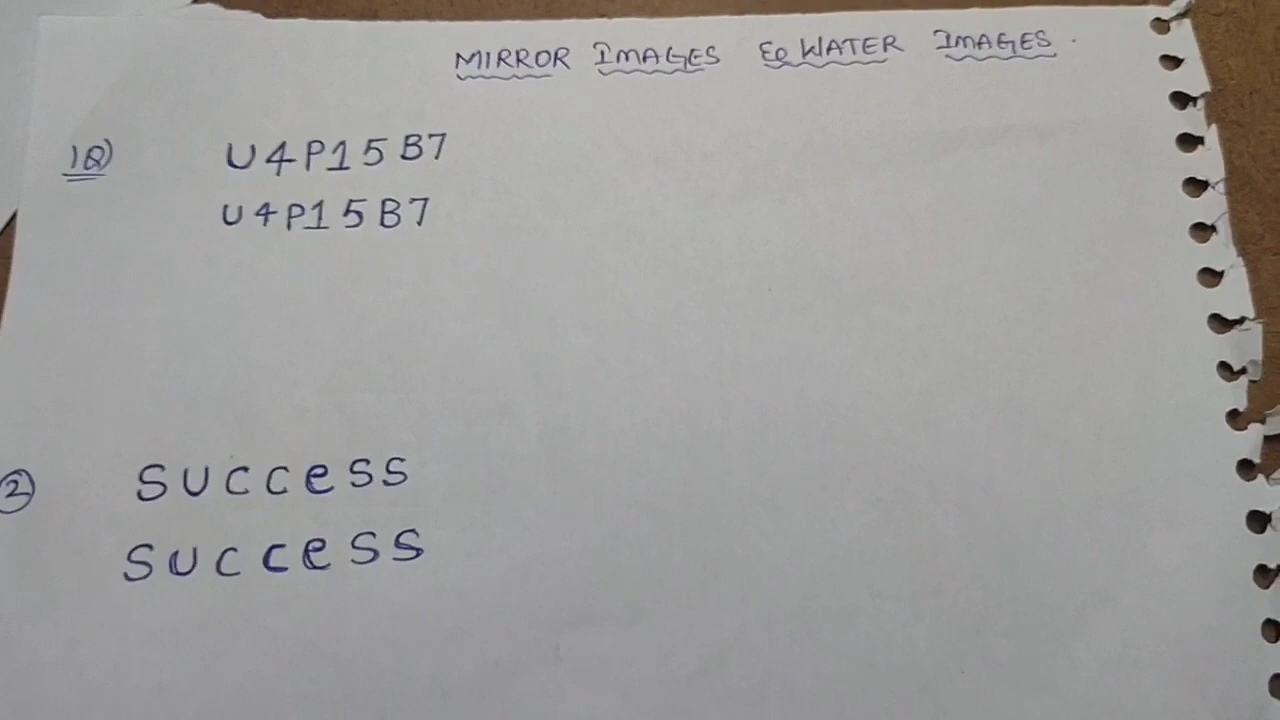 MIRROR IMAGES & WATER IMAGES.
1Q) U4P15B7
U4P15B7
2 success
success